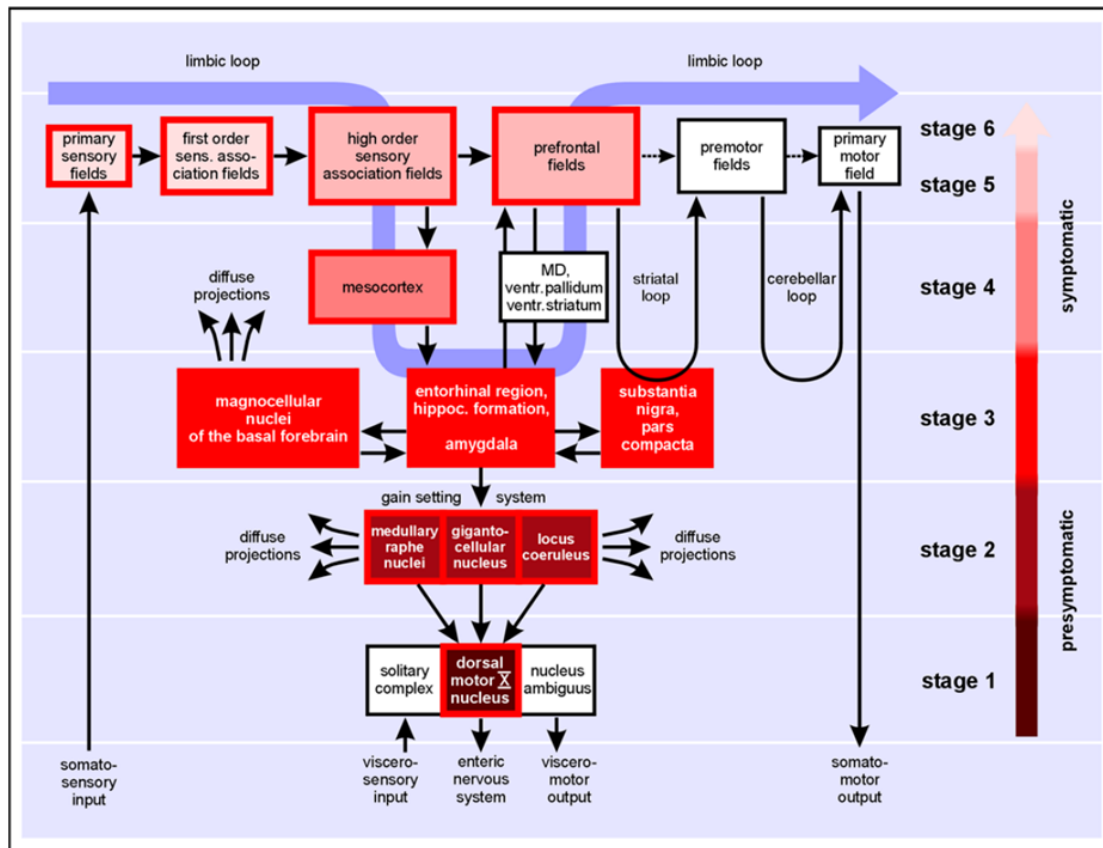 limbic loop
limbic loop
primary
sensory
fields
first order
sens. asso-
ciation fields
high order
sensory
association fields
prefrontal
fields
premotor
fields
primary
motor
field
stage 6
stage 5
diffuse
projections
mesocortex
MD,
ventr.pallidum
ventr.striatum
striatal
loop
cerebellar
loop
stage 4
symptomatic
magnocellular
nuclei
of the basal forebrain
entorhinal region,
hippoc. formation,
amygdala
substantia
nigra,
pars
compacta
stage 3
gain setting system
diffuse
projections
medullary
raphe
nuclei
giganto-
cellular
nucleus
locus
coeruleus
diffuse
projections
stage 2
presymptomatic
solitary
complex
dorsal
motor X
nucleus
nucleus
ambiguus
stage 1
somato-
sensory
input
viscero-
sensory
input
enteric
nervous
system
viscero-
motor
output
somato-
motor
output